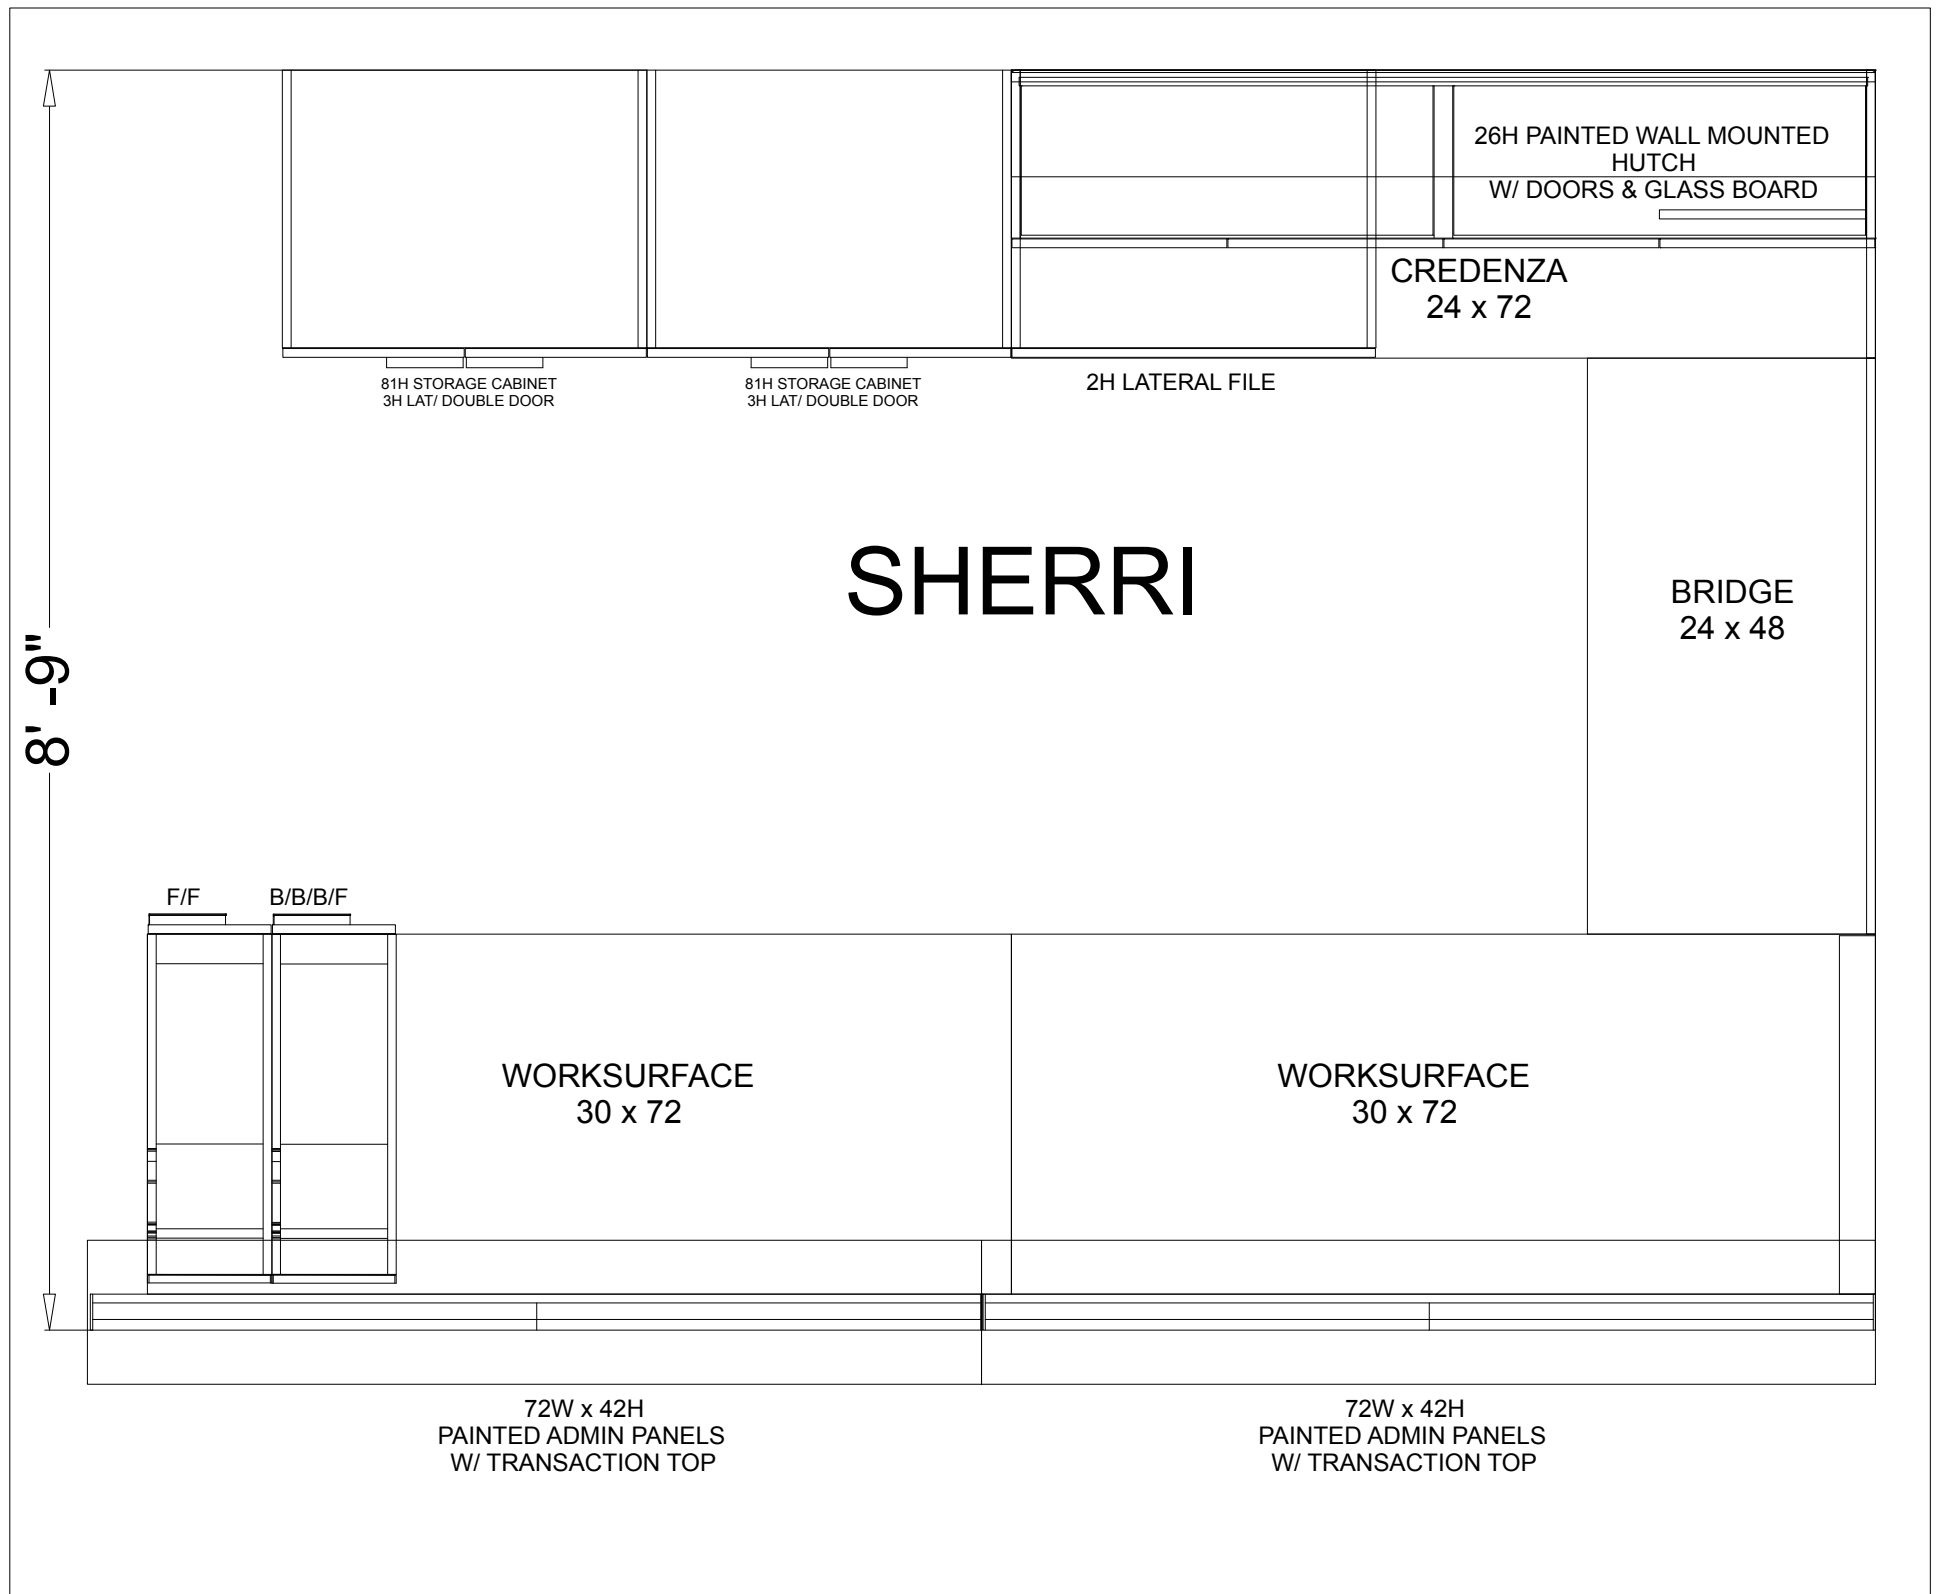 26H PAINTED WALL MOUNTED
HUTCH
W/ DOORS & GLASS BOARD
CREDENZA
24 x 72
81H STORAGE CABINET
3H LAT/ DOUBLE DOOR
81H STORAGE CABINET
3H LAT/ DOUBLE DOOR
2H LATERAL FILE
SHERRI
BRIDGE
24 x 48
8' -9"
F/F
B/B/B/F
WORKSURFACE
30 x 72
WORKSURFACE
30 x 72
72W x 42H
PAINTED ADMIN PANELS
W/ TRANSACTION TOP
72W x 42H
PAINTED ADMIN PANELS
W/ TRANSACTION TOP